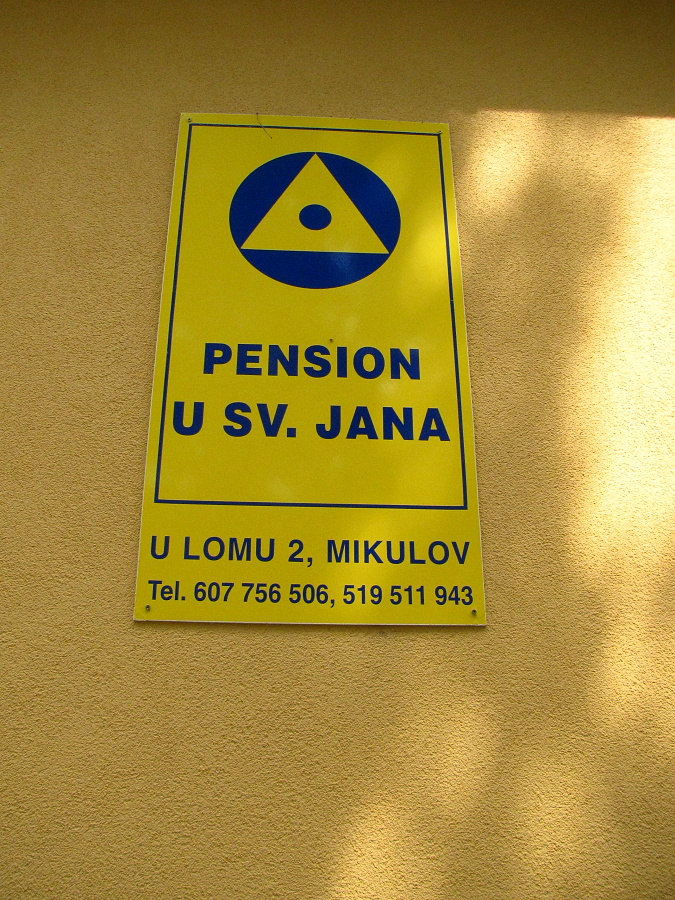 PENSION
U SV. JANA
U LOMU 2, MIKULOV
Tel. 607 756 506, 519 511 943